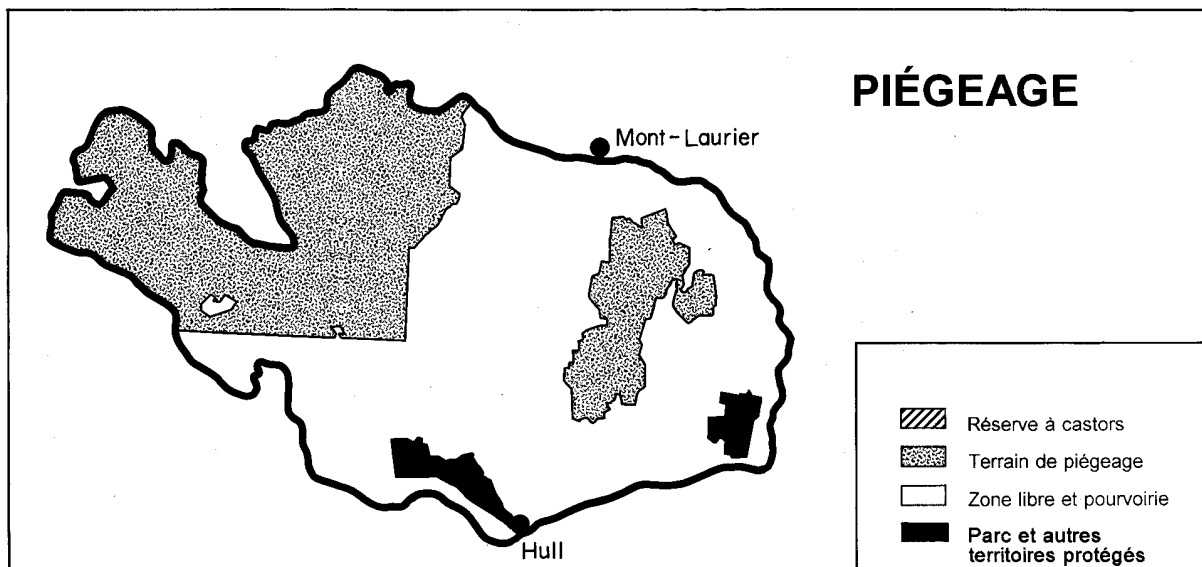 PIÉGEAGE
Mont-Laurier
Hull
Réserve à castors
Terrain de piégeage
Zone libre et pourvoirie
Parc et autres
territoires protégés